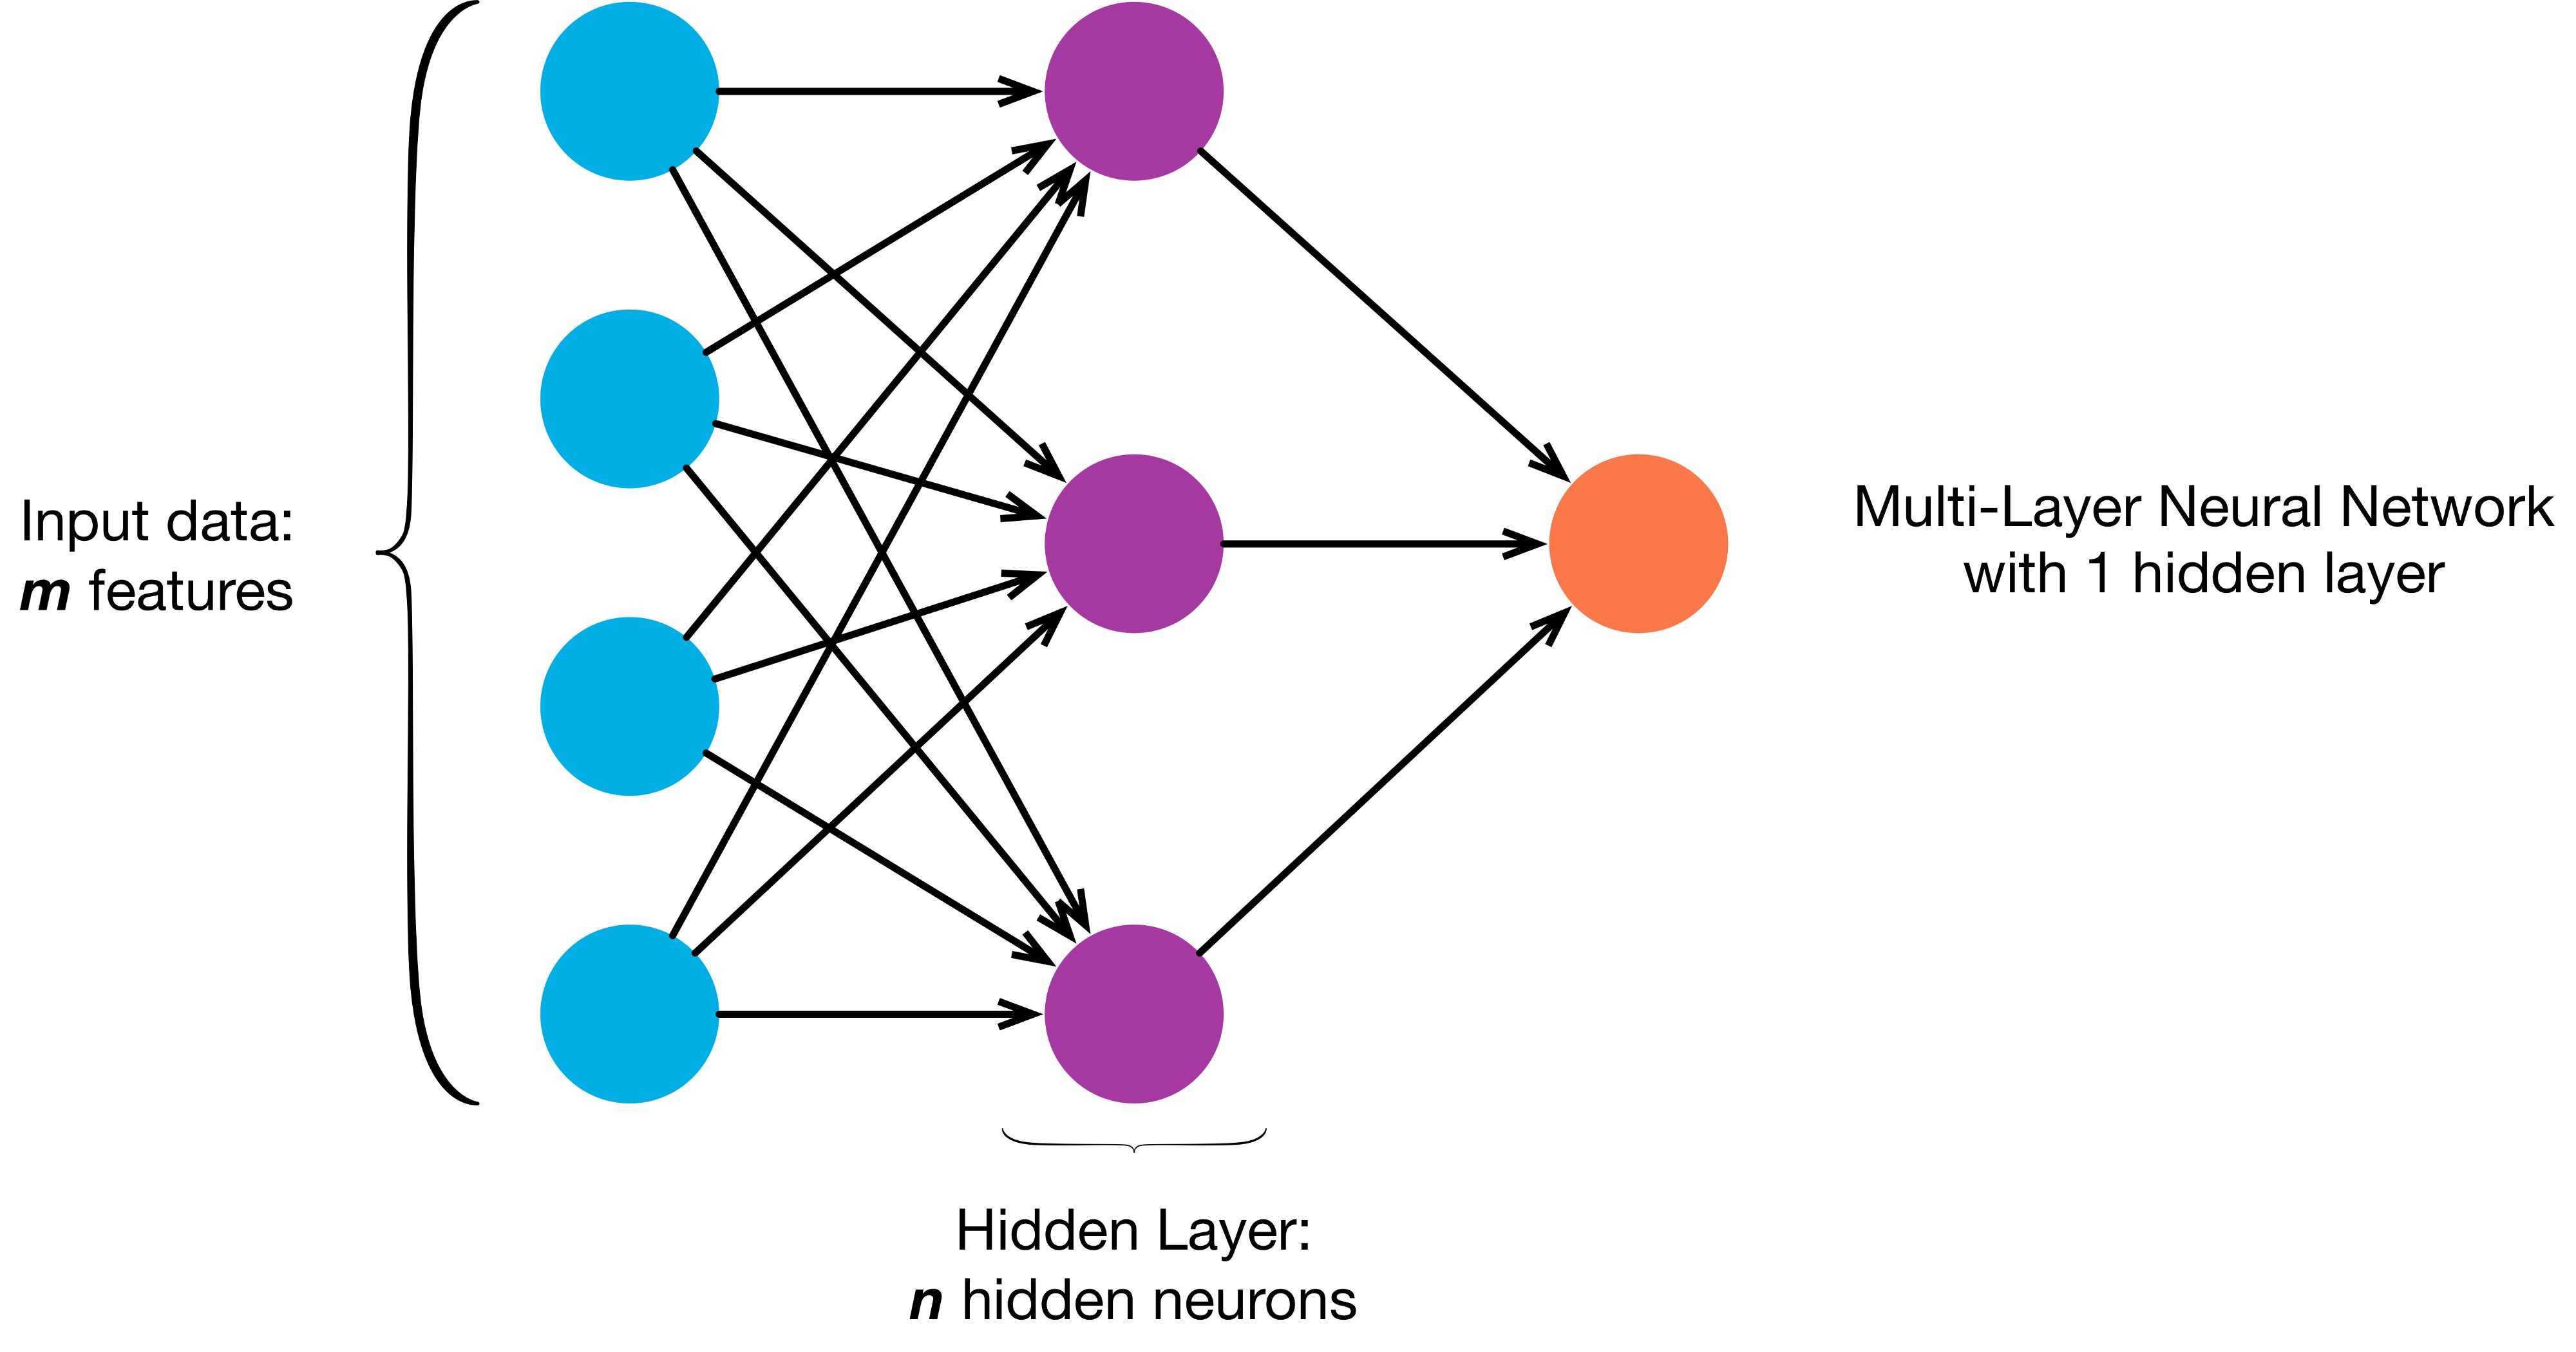 Input data:
m features
Multi-Layer Neural Network
with 1 hidden layer
Hidden Layer:
n hidden neurons